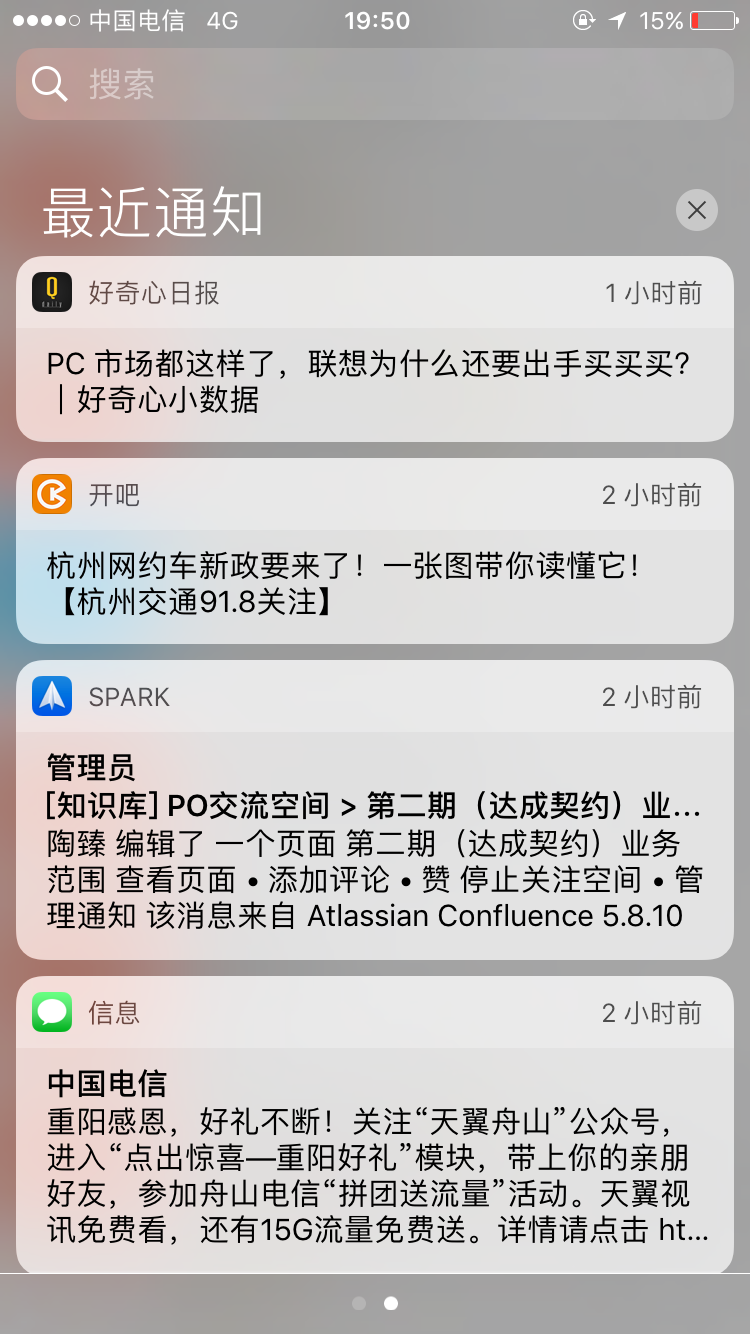 中国电信 4G 19:50 15%
搜索
最近通知
好奇心日报 1 小时前
PC 市场都这样了，联想为什么还要出手买买买？
｜好奇心小数据
开吧 2 小时前
杭州网约车新政要来了！一张图带你读懂它！
【杭州交通91.8关注】
SPARK 2 小时前
管理员
[知识库] PO交流空间 > 第二期（达成契约）业...
陶臻 编辑了 一个页面 第二期（达成契约）业务
范围 查看页面 • 添加评论 • 赞 停止关注空间 • 管
理通知 该消息来自 Atlassian Confluence 5.8.10
信息 2 小时前
中国电信
重阳感恩，好礼不断！关注“天翼舟山”公众号，
进入“点出惊喜—重阳好礼”模块，带上你的亲朋
好友，参加舟山电信“拼团送流量”活动。天翼视
讯免费看，还有15G流量免费送。详情请点击 ht...